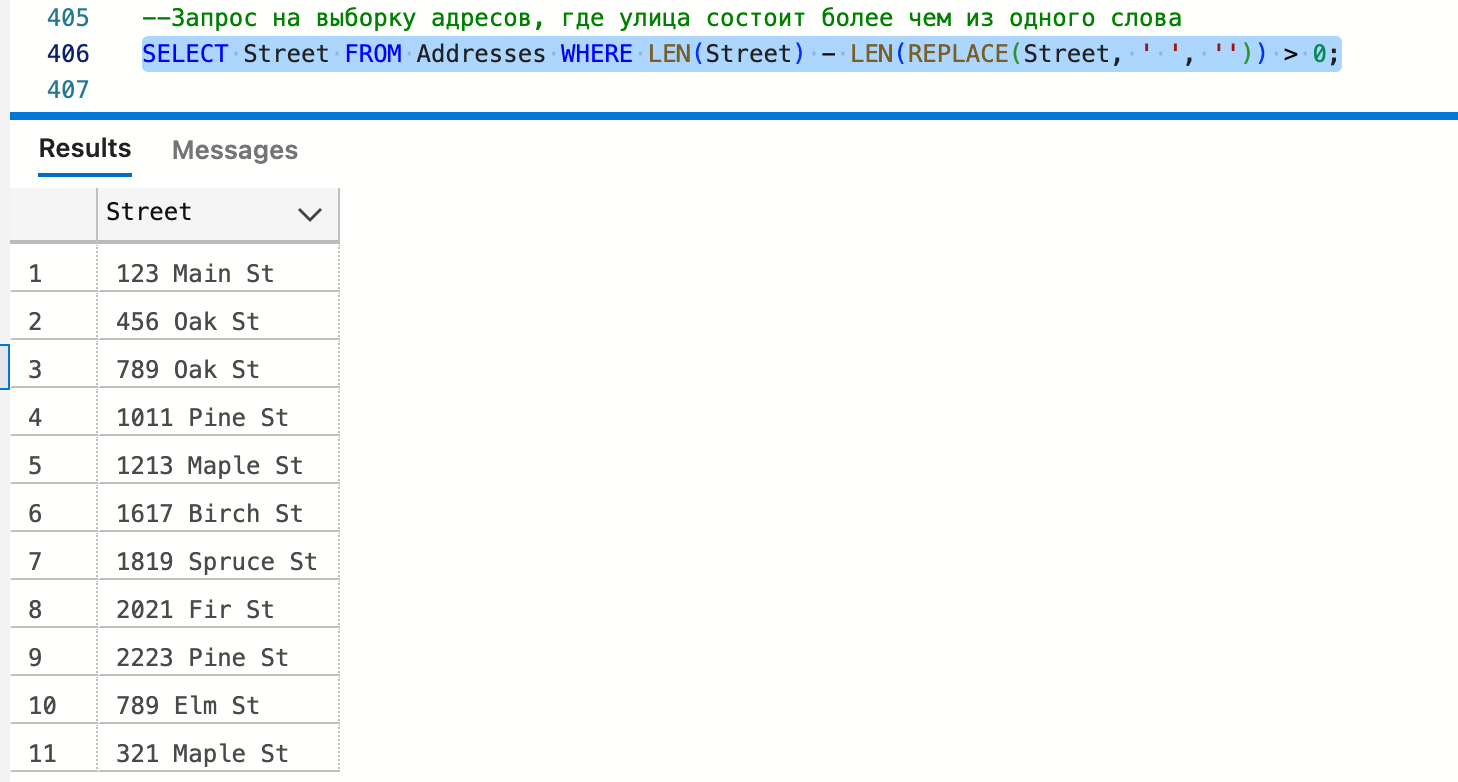 405 --Запрос на выборку адресов, где улица состоит более чем из одного слова
406 SELECT Street FROM Addresses WHERE LEN(Street) - LEN(REPLACE(Street, ' ', '')) > 0;
407
Results Messages
Street
1 123 Main St
2 456 Oak St
3 789 Oak St
4 1011 Pine St
5 1213 Maple St
6 1617 Birch St
7 1819 Spruce St
8 2021 Fir St
9 2223 Pine St
10 789 Elm St
11 321 Maple St